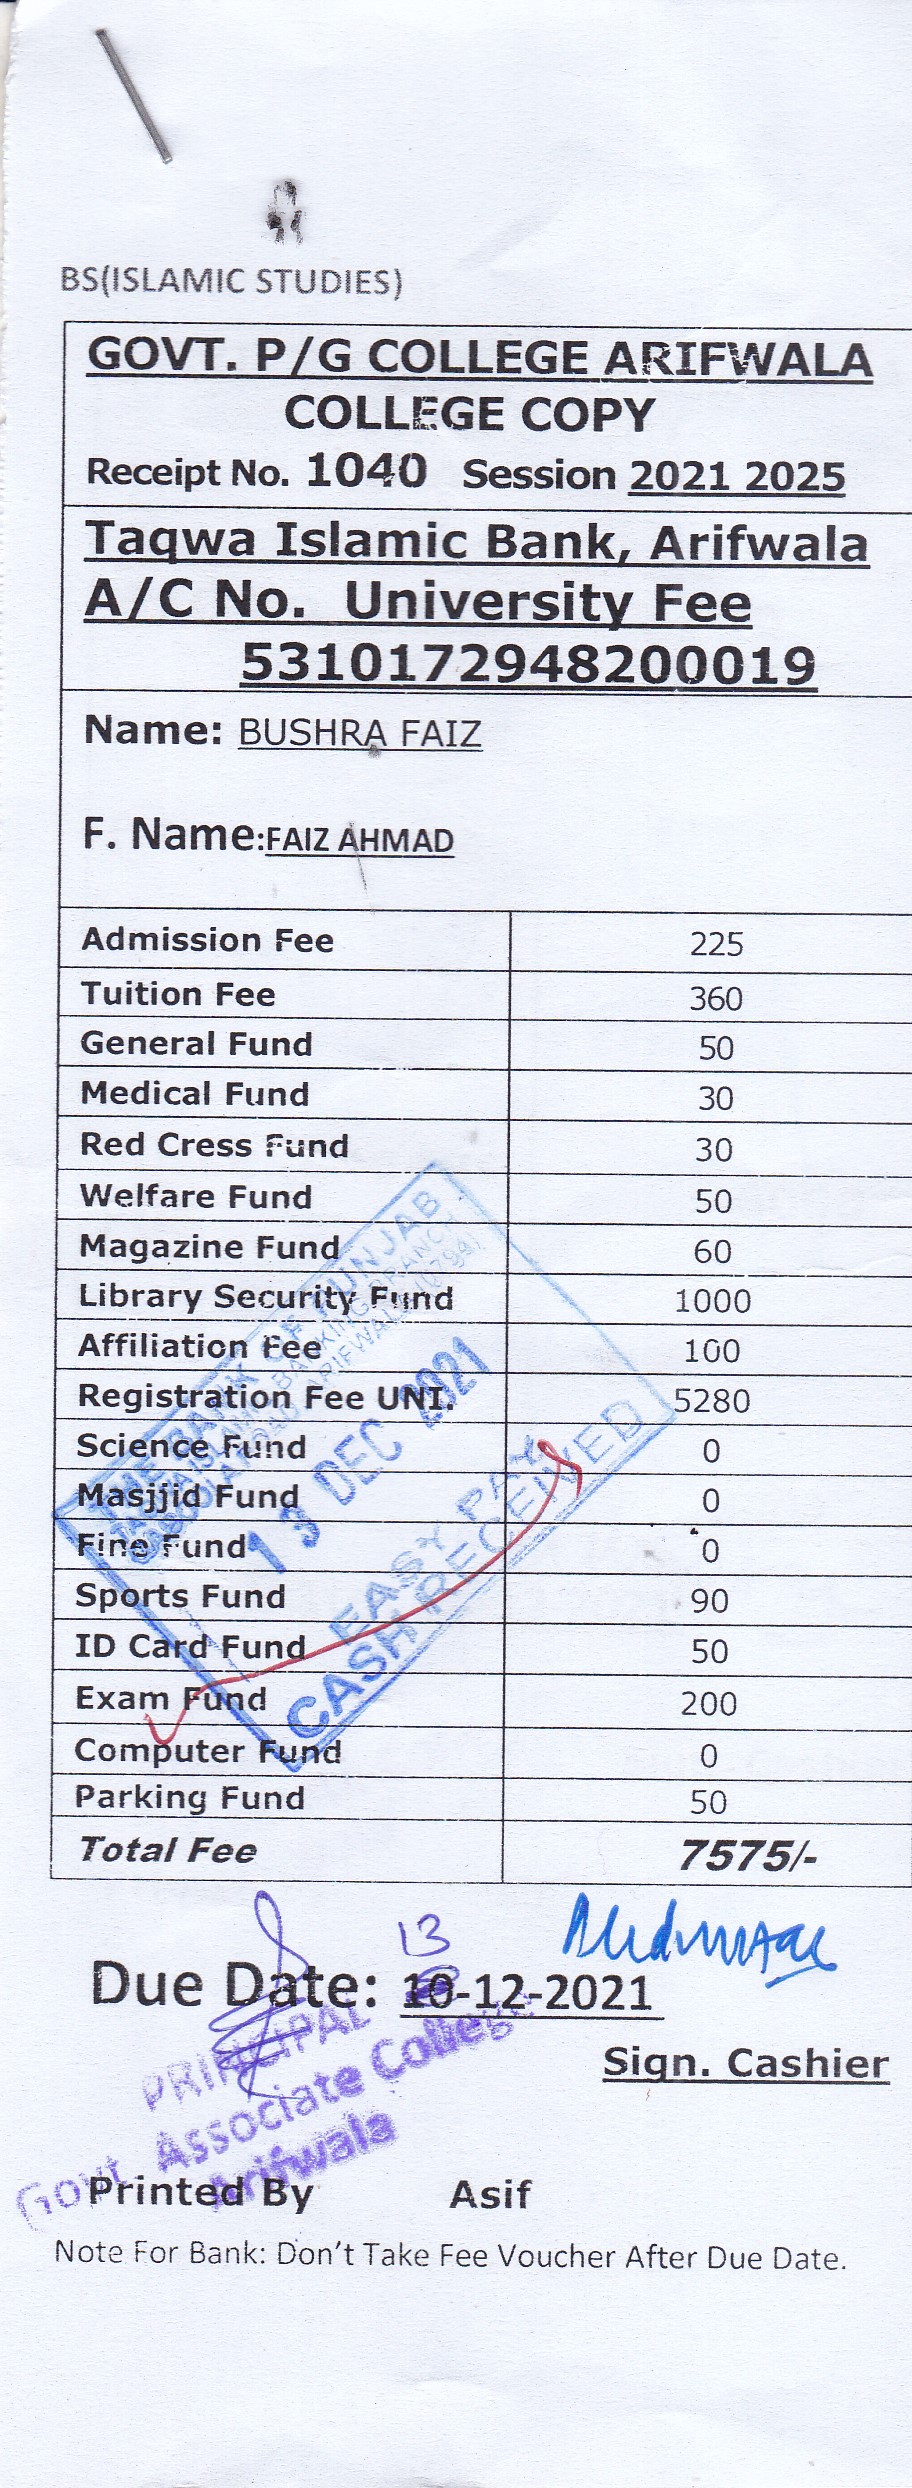 BS(ISLAMIC STUDIES)
GOVT. P/G COLLEGE ARIFWALA
COLLEGE COPY
Receipt No. 1040 Session 2021 2025
Taqwa Islamic Bank, Arifwala
A/C No. University Fee
5310172948200019
Name: BUSHRA FAIZ
F. Name:FAIZ AHMAD
Admission Fee 225
Tuition Fee 360
General Fund 50
Medical Fund 30
Red Cress Fund 30
Welfare Fund 50
Magazine Fund 60
Library Security Fund 1000
Affiliation Fee 100
Registration Fee UNI. 5280
Science Fund 0
Masjjid Fund 0
Fine Fund 0
Sports Fund 90
ID Card Fund 50
Exam Fund 200
Computer Fund 0
Parking Fund 50
Total Fee 7575/-
THE BANK OF PUNJAB
TAQWA ISLAMIC BANKING BRANCH
ARIFWALA
13 DEC 2021
EASY PAY
CASH RECEIVED
13
Due Date: 10-12-2021
Sign. Cashier
PRINCIPAL
Govt. Associate College
Arifwala
Printed By Asif
Note For Bank: Don't Take Fee Voucher After Due Date.